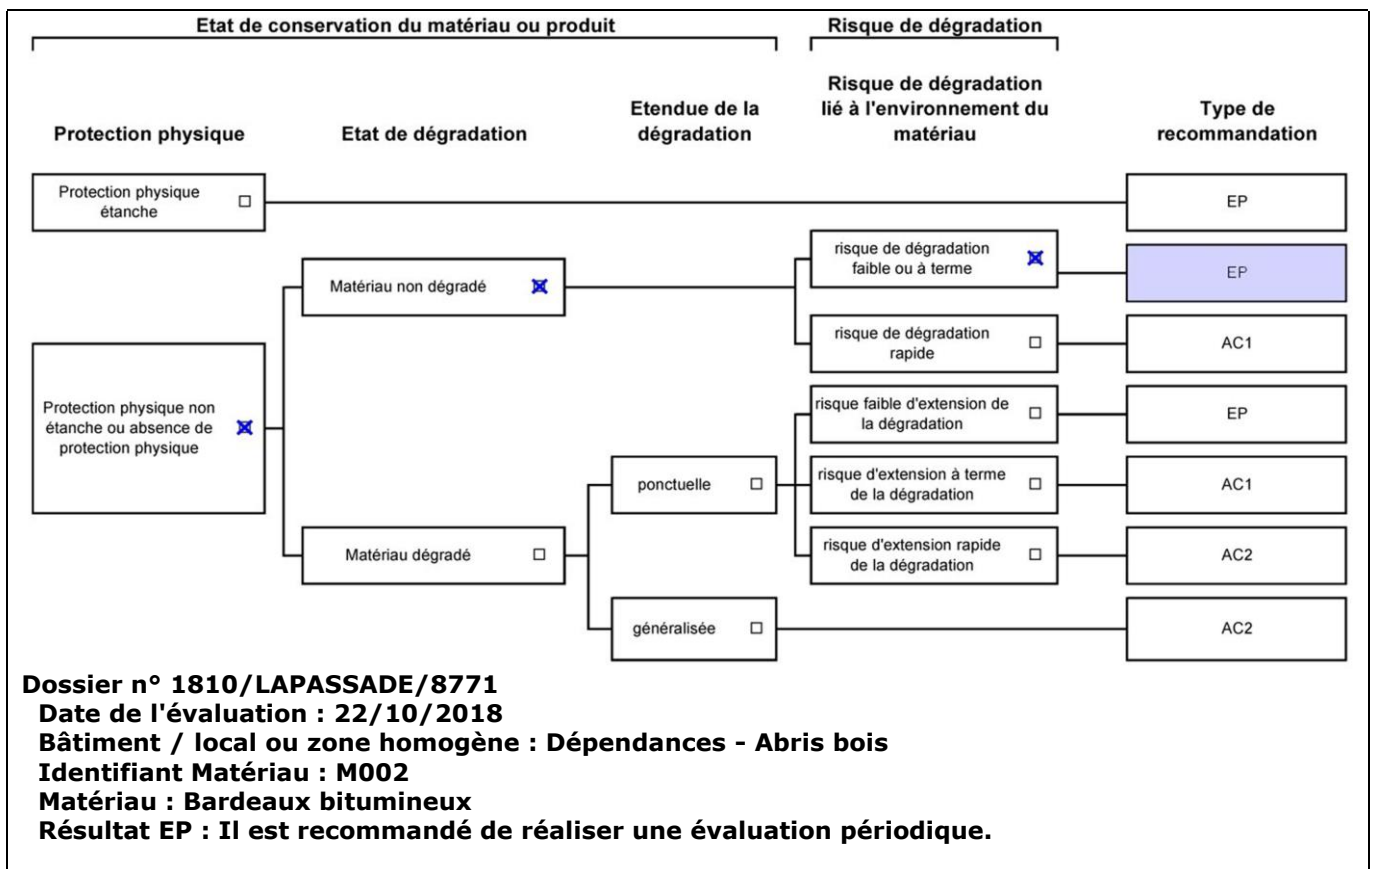 Etat de conservation du matériau ou produit
Risque de dégradation
Protection physique
Etat de dégradation
Etendue de la
dégradation
Risque de dégradation
lié à l'environnement du
matériau
Type de
recommandation
Protection physique
étanche
EP
risque de dégradation
faible ou à terme
EP
Matériau non dégradé
risque de dégradation
rapide
AC1
Protection physique non
étanche ou absence de
protection physique
risque faible d'extension de
la dégradation
EP
ponctuelle
risque d'extension à terme
de la dégradation
AC1
Matériau dégradé
risque d'extension rapide
de la dégradation
AC2
généralisée
AC2
Dossier n° 1810/LAPASSADE/8771
Date de l'évaluation : 22/10/2018
Bâtiment / local ou zone homogène : Dépendances - Abris bois
Identifiant Matériau : M002
Matériau : Bardeaux bitumineux
Résultat EP : Il est recommandé de réaliser une évaluation périodique.